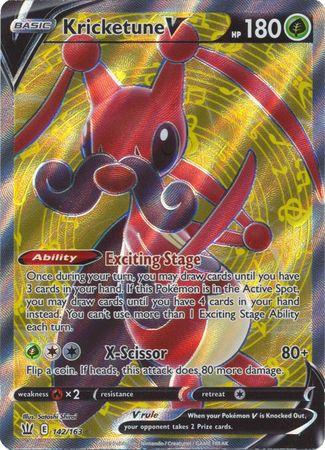 BASIC
Kricketune V
HP 180
Ability
Exciting Stage
Once during your turn, you may draw cards until you have
3 cards in your hand. If this Pokémon is in the Active Spot,
you may draw cards until you have 4 cards in your hand
instead. You can't use more than 1 Exciting Stage Ability
each turn.
X-Scissor
80+
Flip a coin. If heads, this attack does 80 more damage.
weakness ×2 resistance retreat
Illus. Satoshi Shirai
E 142/163
V rule
When your Pokémon V is Knocked Out,
your opponent takes 2 Prize cards.
Nintendo / Creatures / GAME FREAK